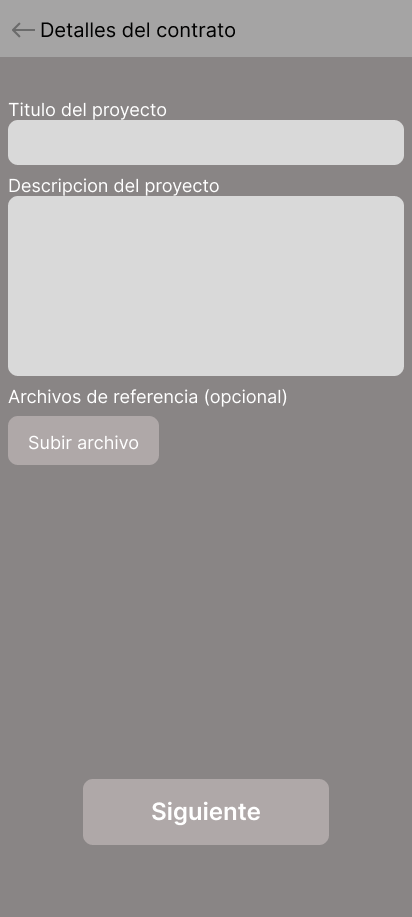 Detalles del contrato
Titulo del proyecto
Descripcion del proyecto
Archivos de referencia (opcional)
Subir archivo
Siguiente